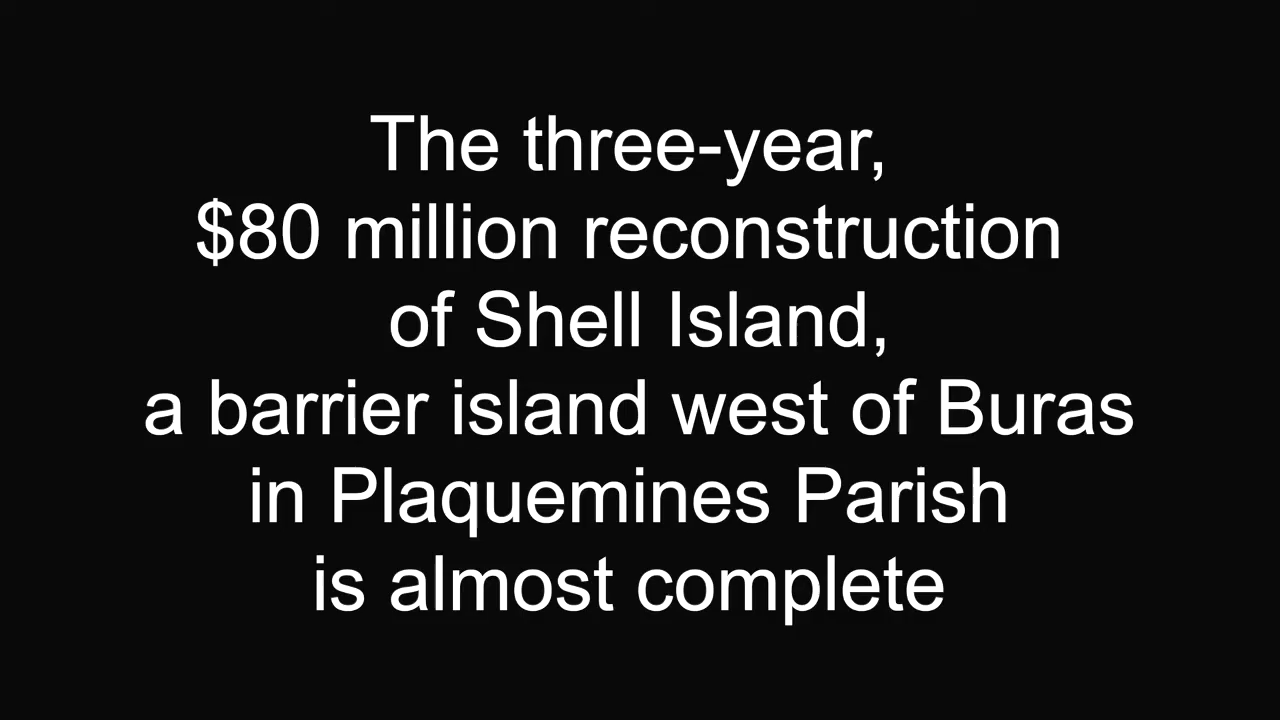 The three-year,
$80 million reconstruction
of Shell Island,
a barrier island west of Buras
in Plaquemines Parish
is almost complete